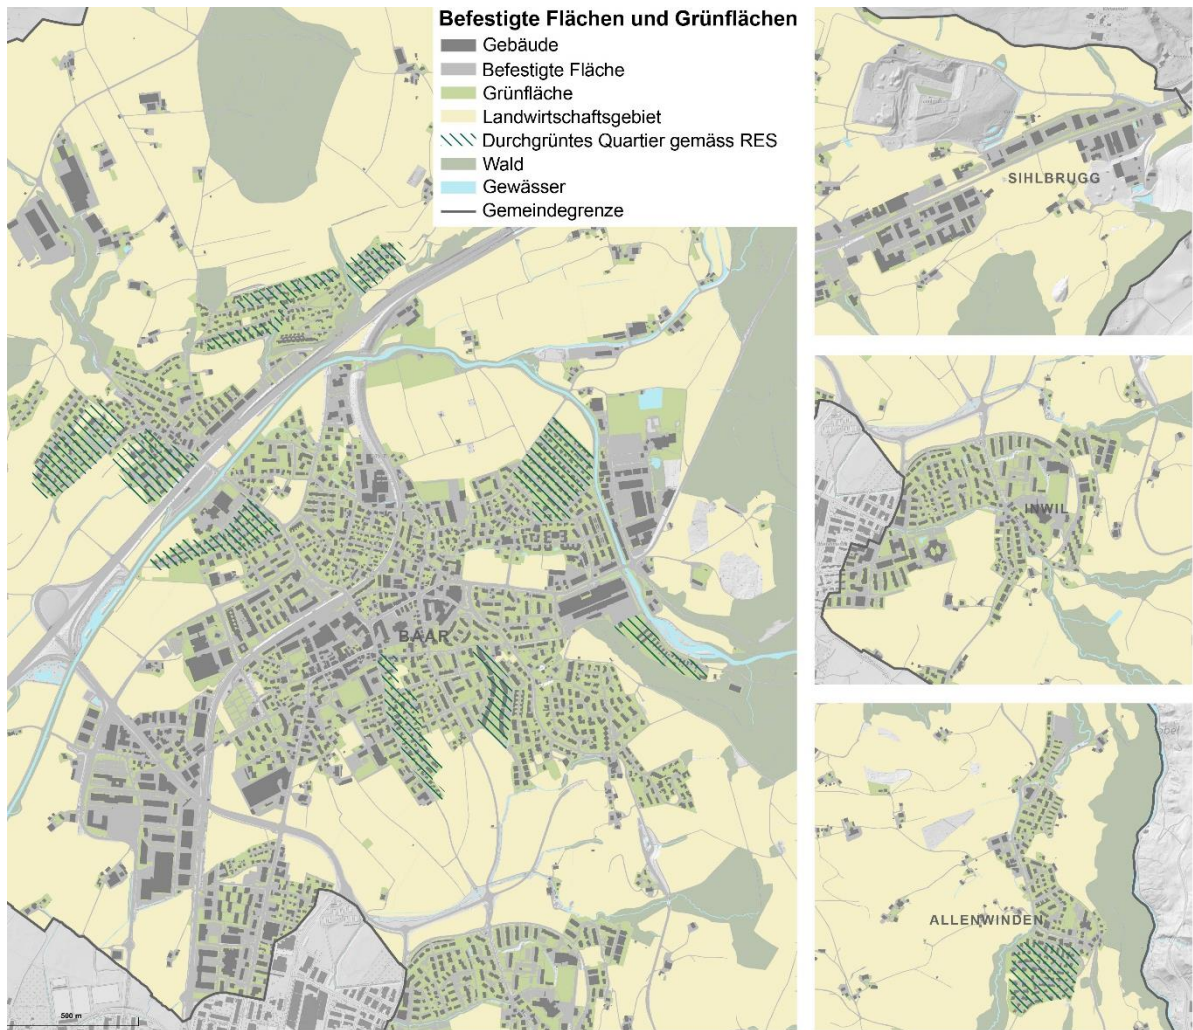 Befestigte Flächen und Grünflächen
Gebäude
Befestigte Fläche
Grünfläche
Landwirtschaftsgebiet
Durchgrüntes Quartier gemäss RES
Wald
Gewässer
Gemeindegrenze
SIHLBRUGG
INWIL
BAAR
ALLENWINDEN
500 m